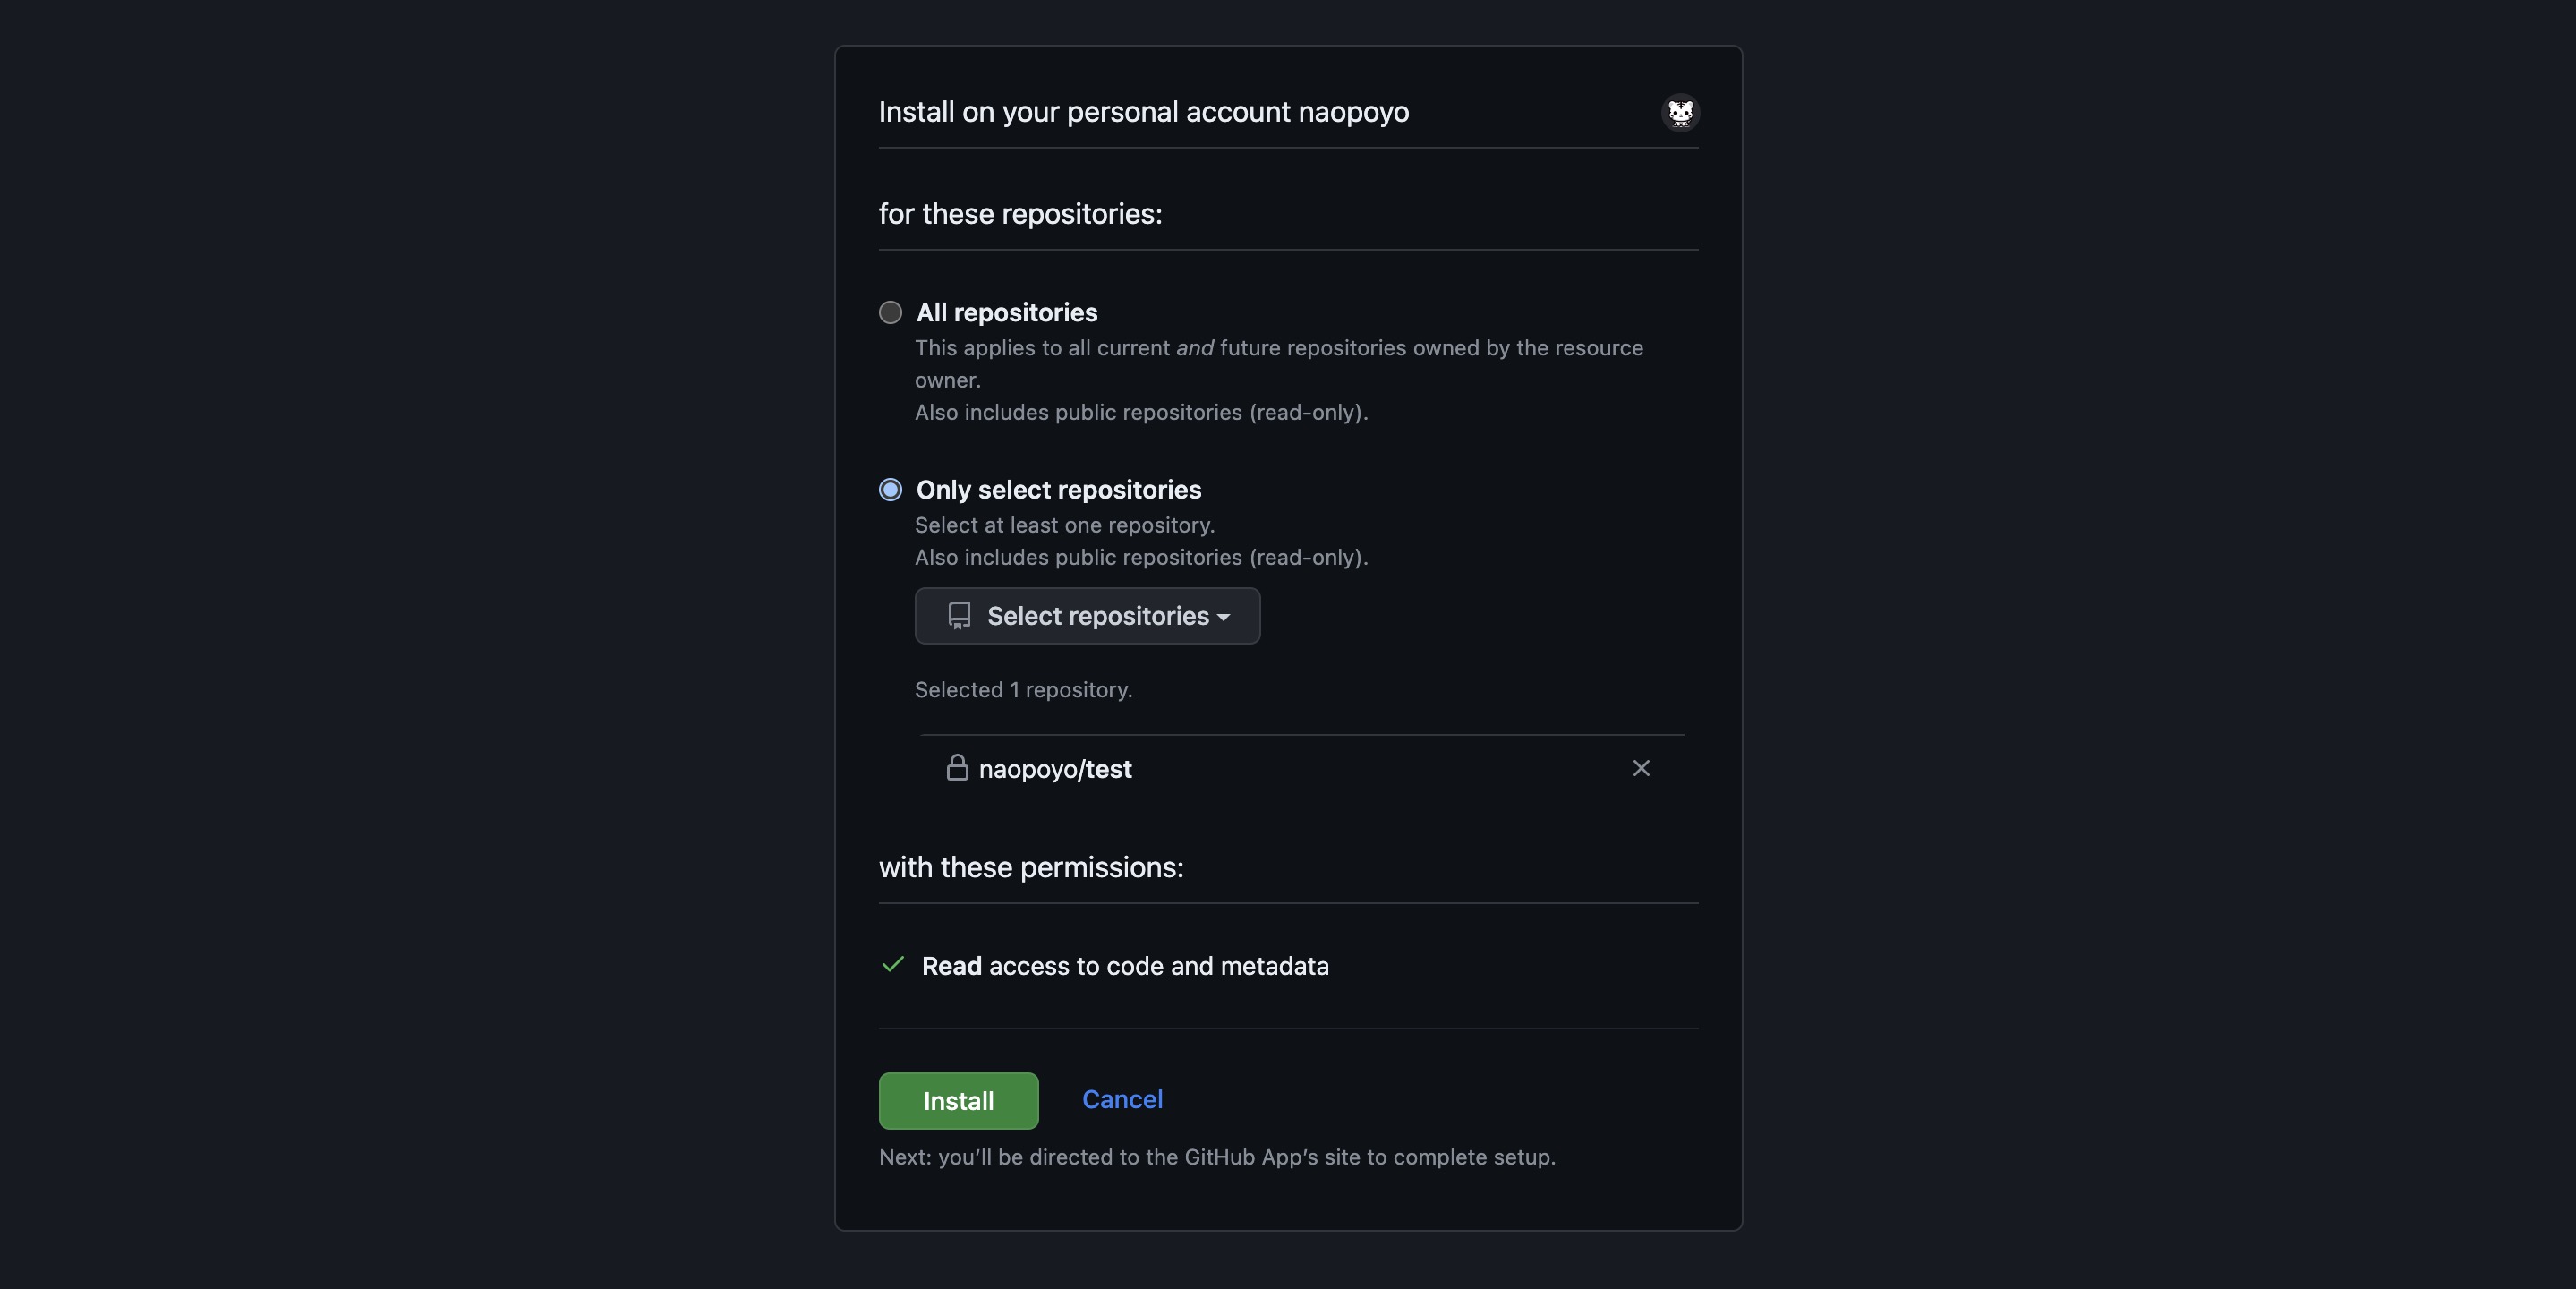 Install on your personal account naopoyo
for these repositories:
All repositories
This applies to all current and future repositories owned by the resource
owner.
Also includes public repositories (read-only).
Only select repositories
Select at least one repository.
Also includes public repositories (read-only).
Select repositories
Selected 1 repository.
naopoyo/test
with these permissions:
Read access to code and metadata
Install Cancel
Next: you’ll be directed to the GitHub App’s site to complete setup.